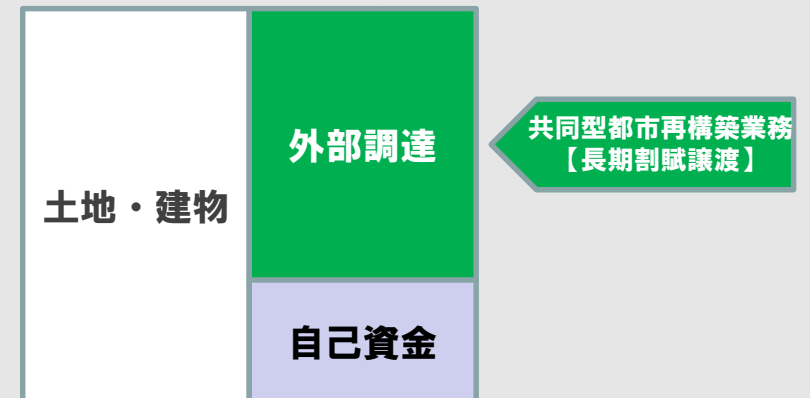 土地・建物
外部調達
自己資金
共同型都市再構築業務
【長期割賦譲渡】